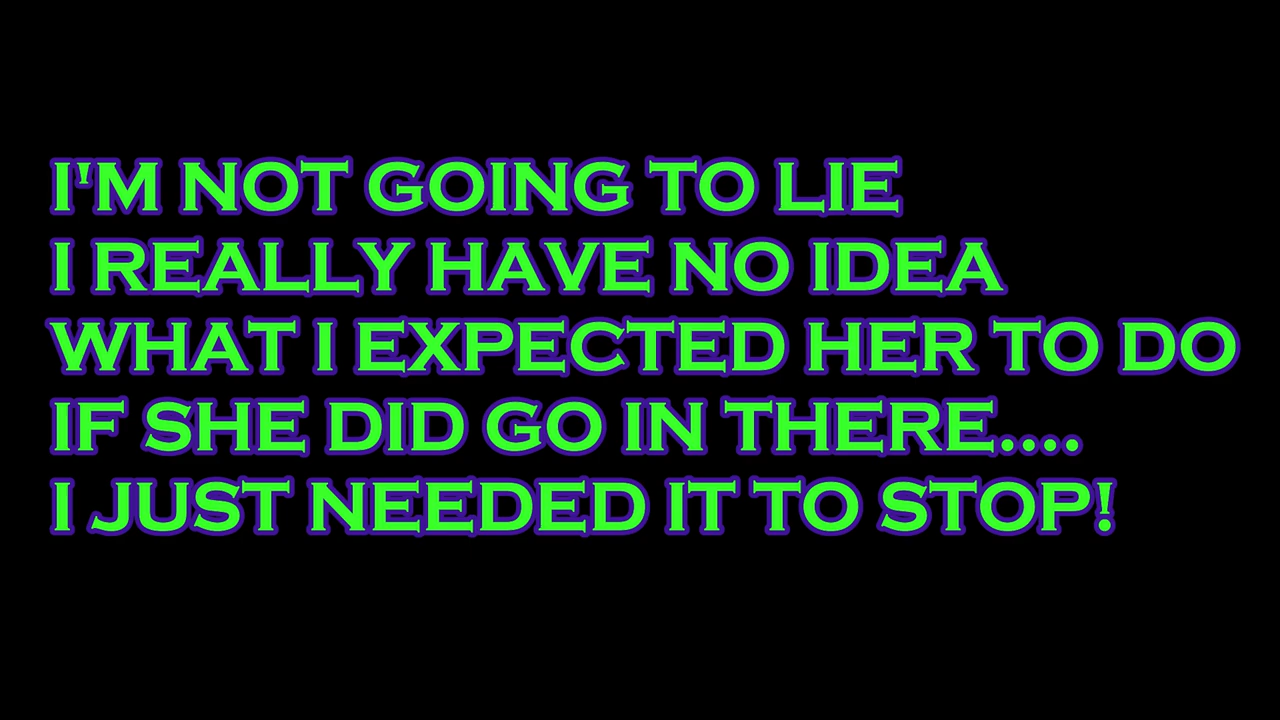 I'M NOT GOING TO LIE
I REALLY HAVE NO IDEA
WHAT I EXPECTED HER TO DO
IF SHE DID GO IN THERE....
I JUST NEEDED IT TO STOP!